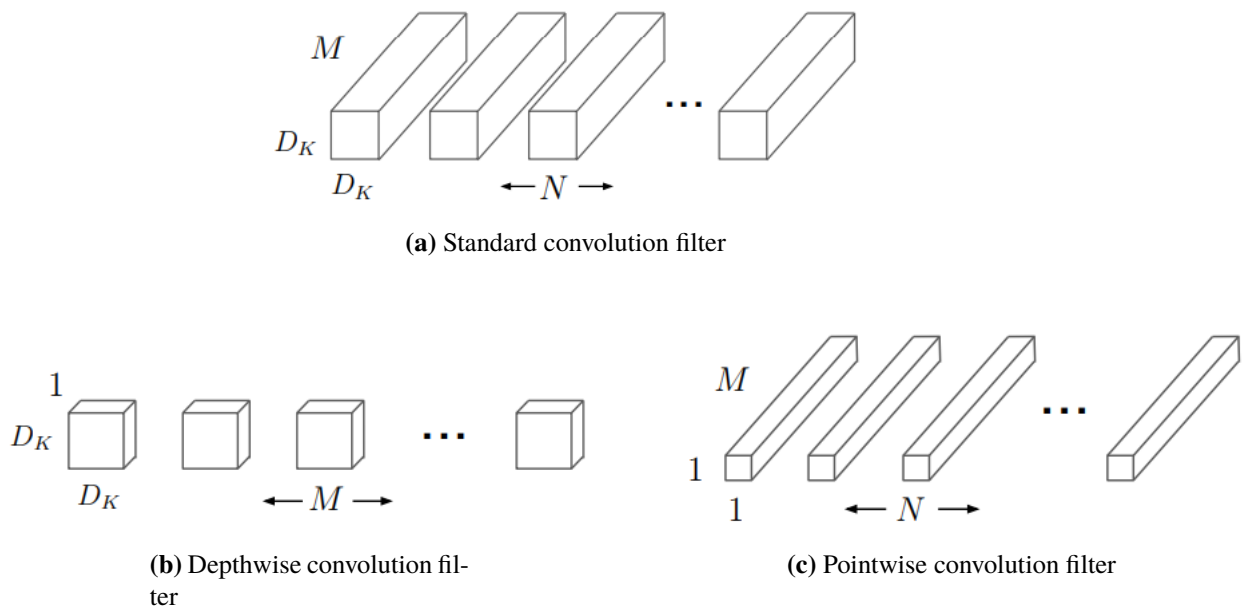 M
D_K
D_K
N
...
(a) Standard convolution filter
1
D_K
D_K
M
...
(b) Depthwise convolution fil-
ter
M
1
1
N
...
(c) Pointwise convolution filter